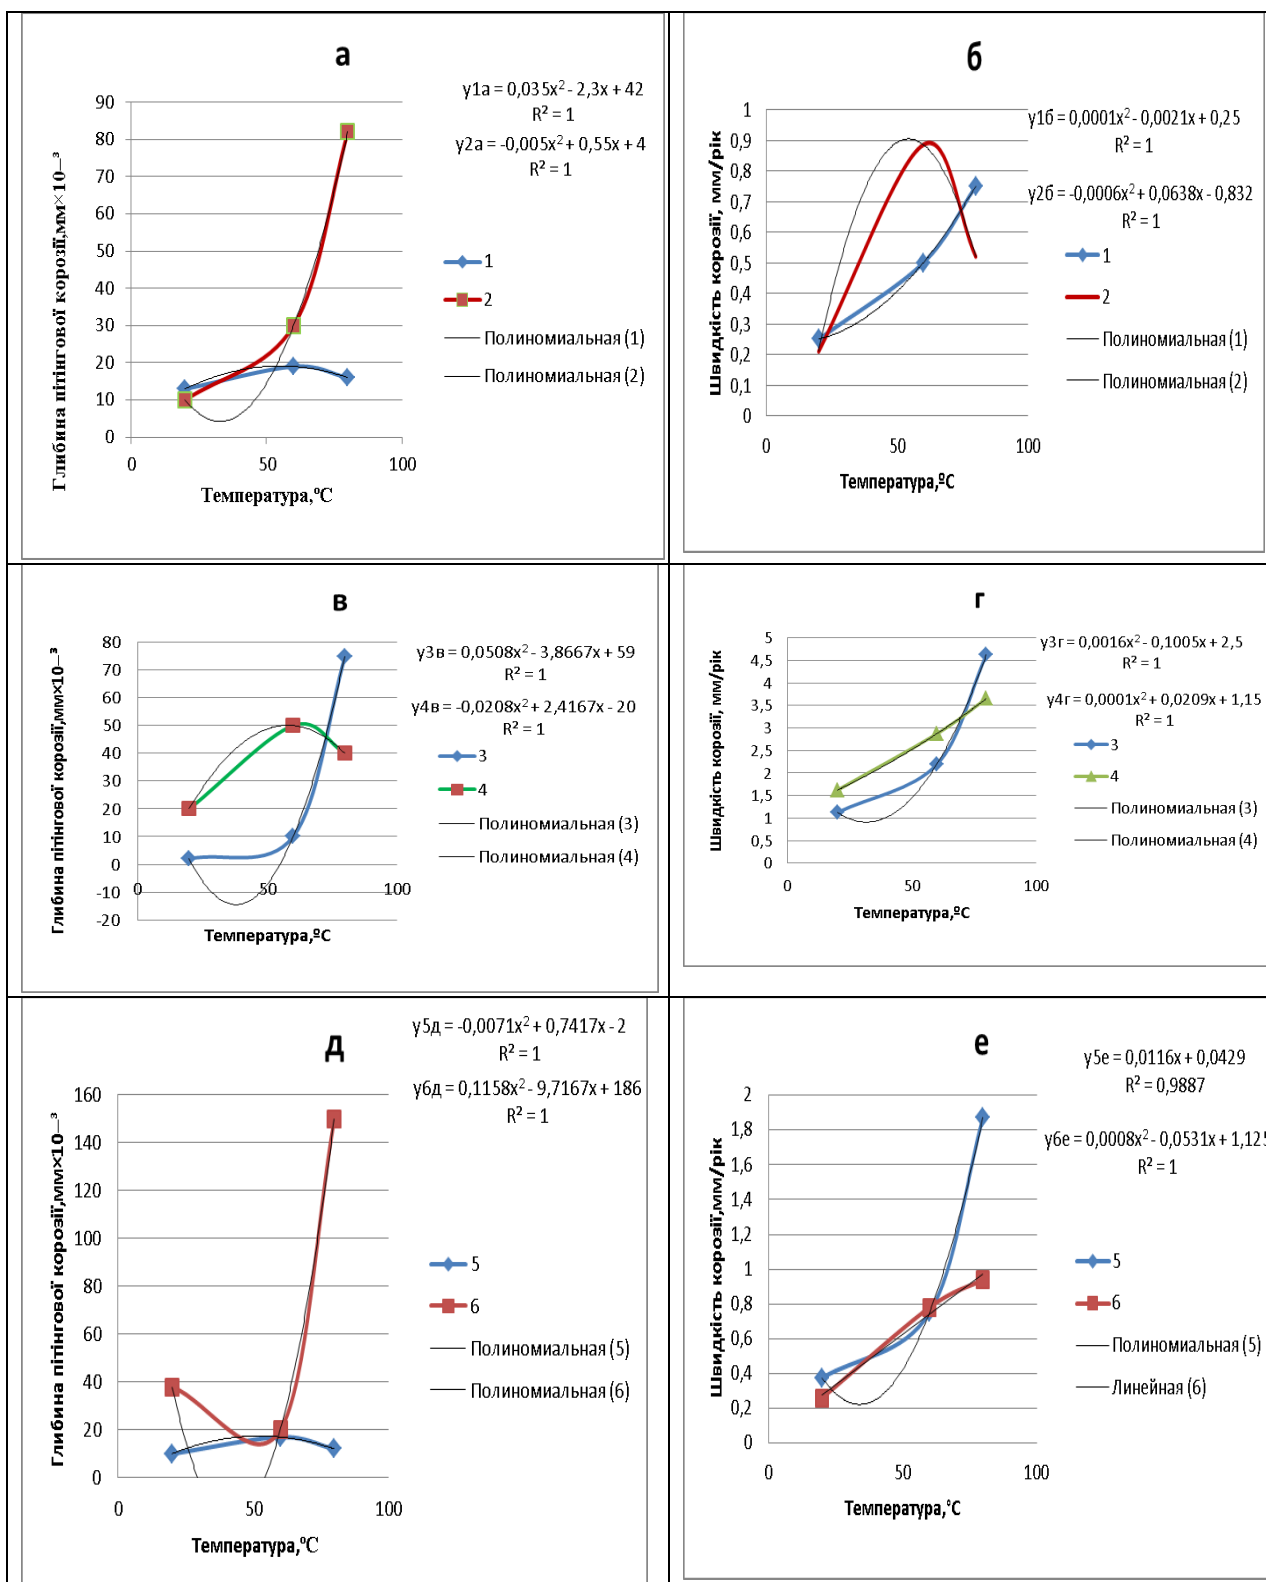 а
y1а = 0,035x² - 2,3x + 42
R² = 1
y2а = -0,005x² + 0,55x + 4
R² = 1
Глибина пітінгової корозії,мм×10⁻³
90
80
70
60
50
40
30
20
10
0
0 50 100
Температура,ºС
1
2
Полиномиальная (1)
Полиномиальная (2)
б
y1б = 0,0001x² - 0,0021x + 0,25
R² = 1
y2б = -0,0006x² + 0,0638x - 0,832
R² = 1
Швидкість корозії, мм/рік
1
0,9
0,8
0,7
0,6
0,5
0,4
0,3
0,2
0,1
0
0 50 100
Температура,ºС
1
2
Полиномиальная (1)
Полиномиальная (2)
в
y3в = 0,0508x² - 3,8667x + 59
R² = 1
y4в = -0,0208x² + 2,4167x - 20
R² = 1
Глибина пітінгової корозії,мм×10⁻³
80
70
60
50
40
30
20
10
0
-10
-20
0 50 100
Температура,ºС
3
4
Полиномиальная (3)
Полиномиальная (4)
г
y3г = 0,0016x² - 0,1005x + 2,5
R² = 1
y4г = 0,0001x² + 0,0209x + 1,15
R² = 1
Швидкість корозії, мм/рік
5
4,5
4
3,5
3
2,5
2
1,5
1
0,5
0
0 50 100
Температура,ºС
3
4
Полиномиальная (3)
Полиномиальная (4)
д
y5д = -0,0071x² + 0,7417x - 2
R² = 1
y6д = 0,1158x² - 9,7167x + 186
R² = 1
Глибина пітінгової корозії,мм×10⁻³
160
140
120
100
80
60
40
20
0
0 50 100
Температура,ºС
5
6
Полиномиальная (5)
Полиномиальная (6)
е
y5е = 0,0116x + 0,0429
R² = 0,9887
y6е = 0,0008x² - 0,0531x + 1,125
R² = 1
Швидкість корозії,мм/рік
2
1,8
1,6
1,4
1,2
1
0,8
0,6
0,4
0,2
0
0 50 100
Температура,°С
5
6
Полиномиальная (5)
Линейная (6)